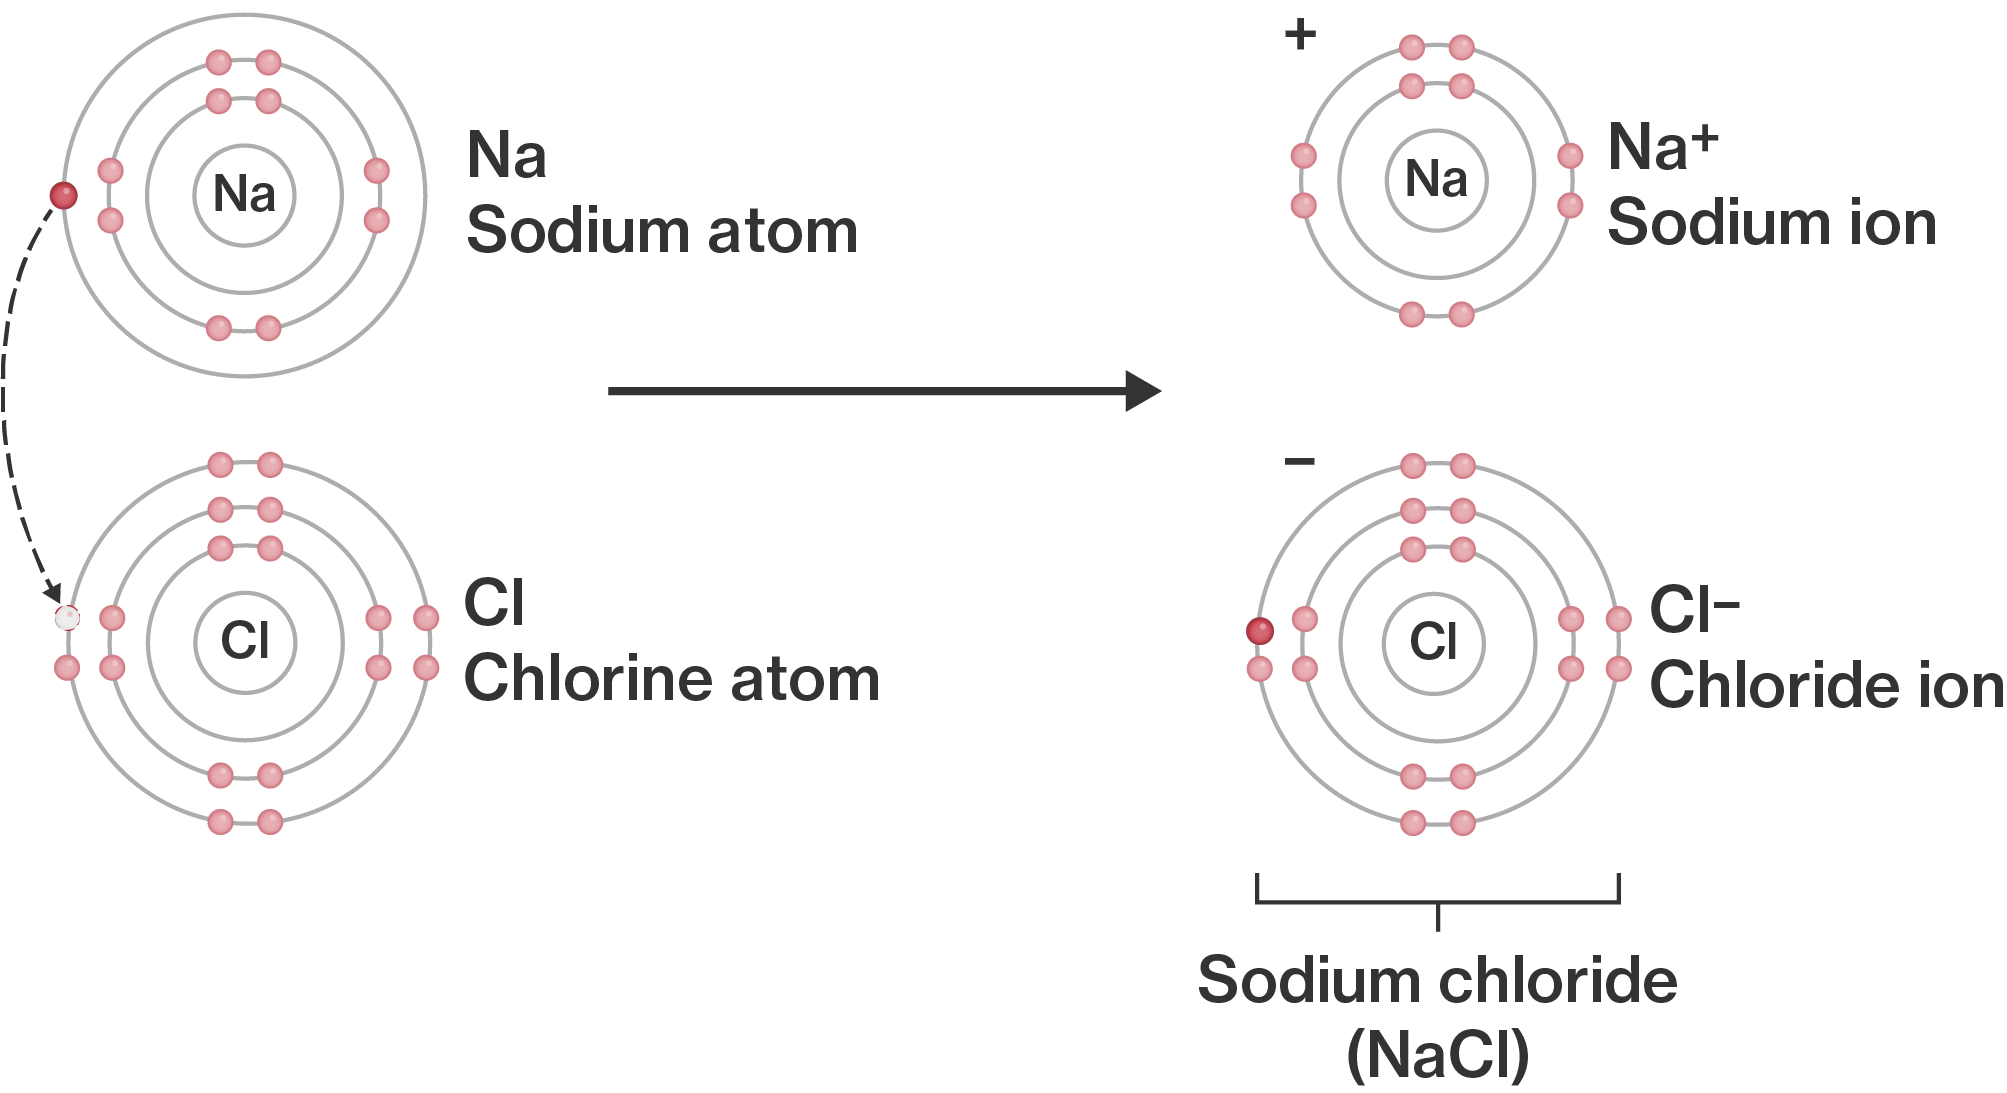 Na
Na
Sodium atom
Cl
Cl
Chlorine atom
+
Na
Na⁺
Sodium ion
–
Cl
Cl⁻
Chloride ion
Sodium chloride
(NaCl)